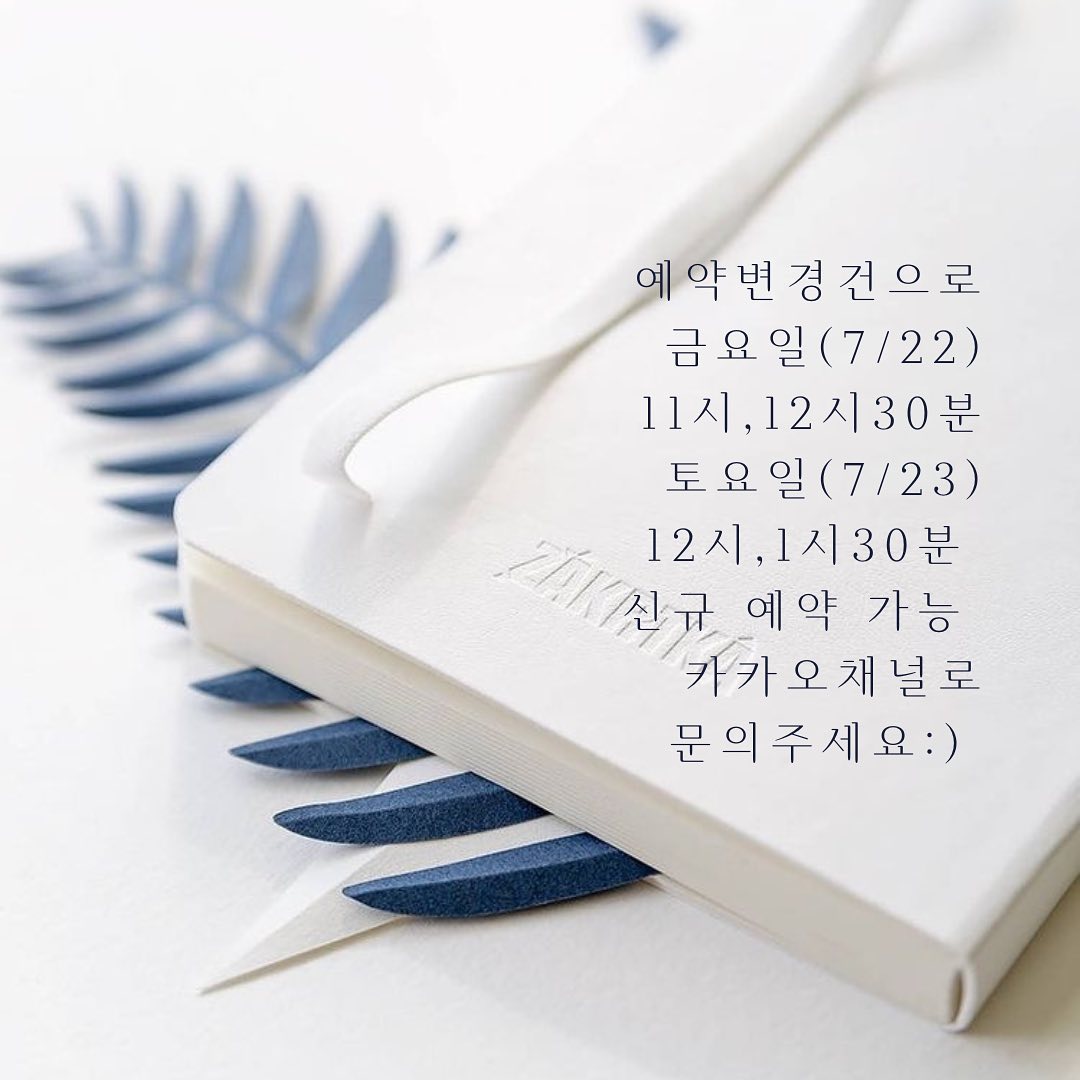 예약변경건으로
금요일(7/22)
11시,12시30분
토요일(7/23)
12시,1시30분
신규 예약 가능
카카오채널로
문의주세요:)